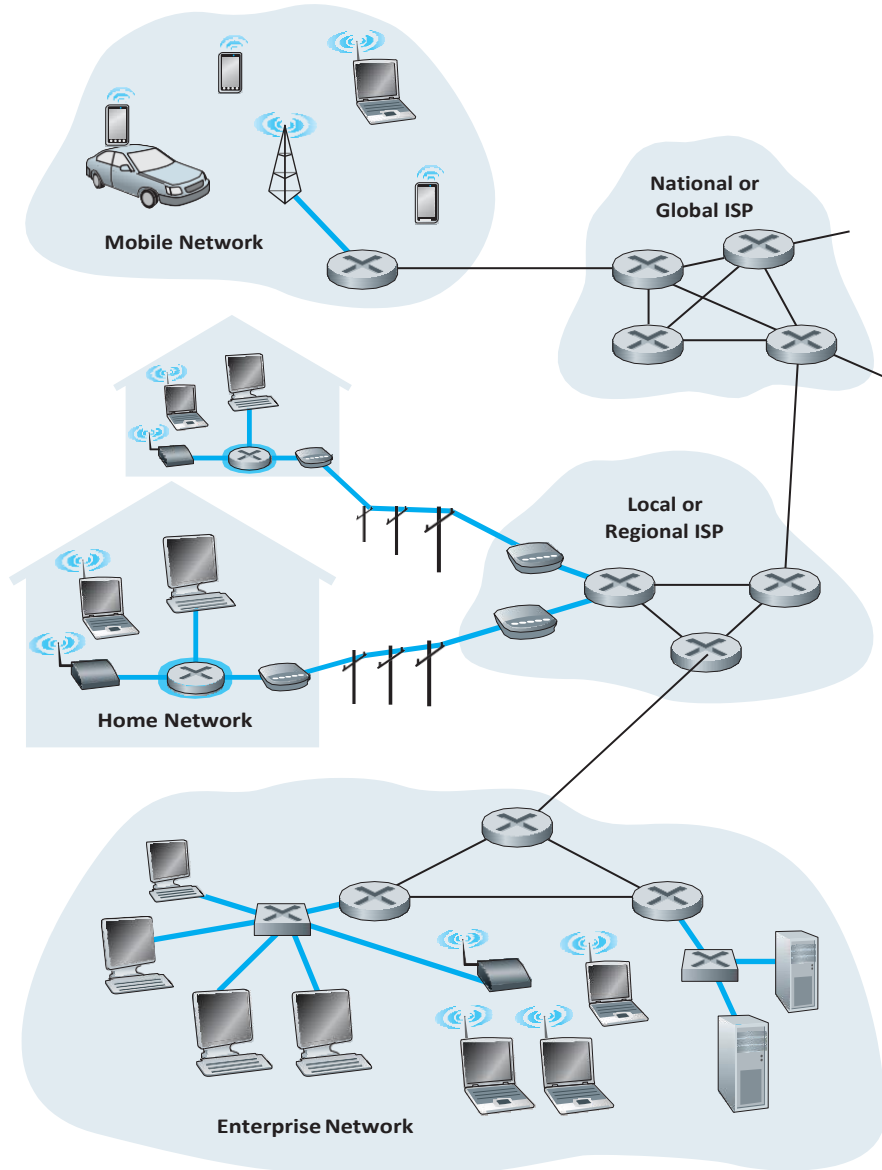 National or
Global ISP
Mobile Network
Local or
Regional ISP
Home Network
Enterprise Network